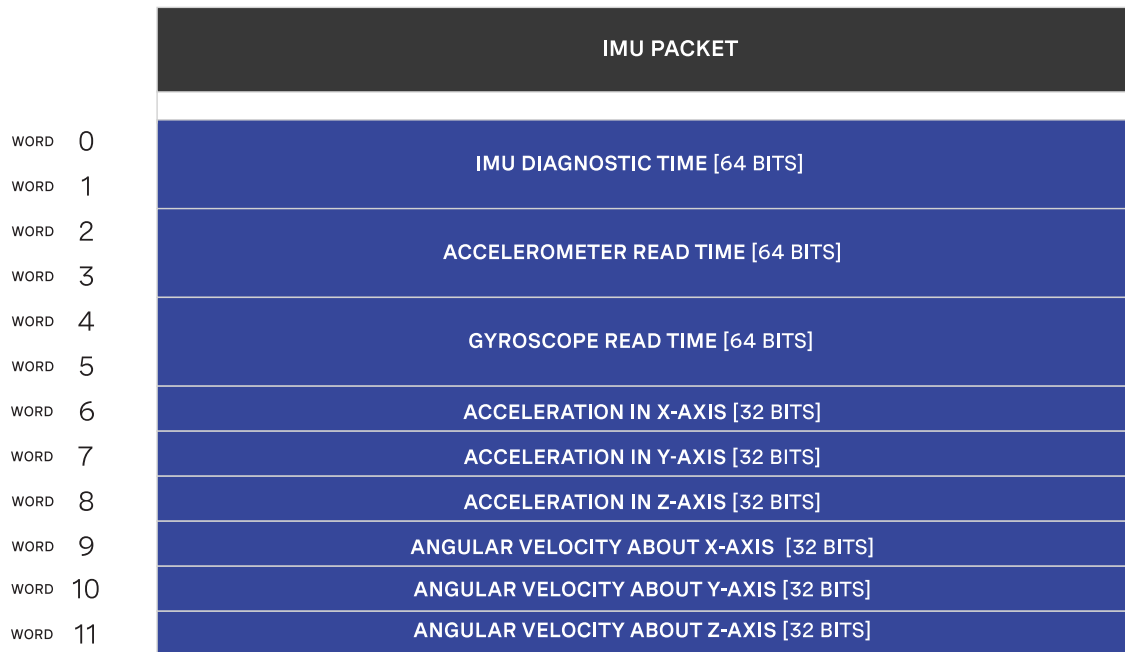 IMU PACKET
WORD 0
IMU DIAGNOSTIC TIME [64 BITS]
WORD 1
WORD 2
ACCELEROMETER READ TIME [64 BITS]
WORD 3
WORD 4
GYROSCOPE READ TIME [64 BITS]
WORD 5
WORD 6 ACCELERATION IN X-AXIS [32 BITS]
WORD 7 ACCELERATION IN Y-AXIS [32 BITS]
WORD 8 ACCELERATION IN Z-AXIS [32 BITS]
WORD 9 ANGULAR VELOCITY ABOUT X-AXIS [32 BITS]
WORD 10 ANGULAR VELOCITY ABOUT Y-AXIS [32 BITS]
WORD 11 ANGULAR VELOCITY ABOUT Z-AXIS [32 BITS]